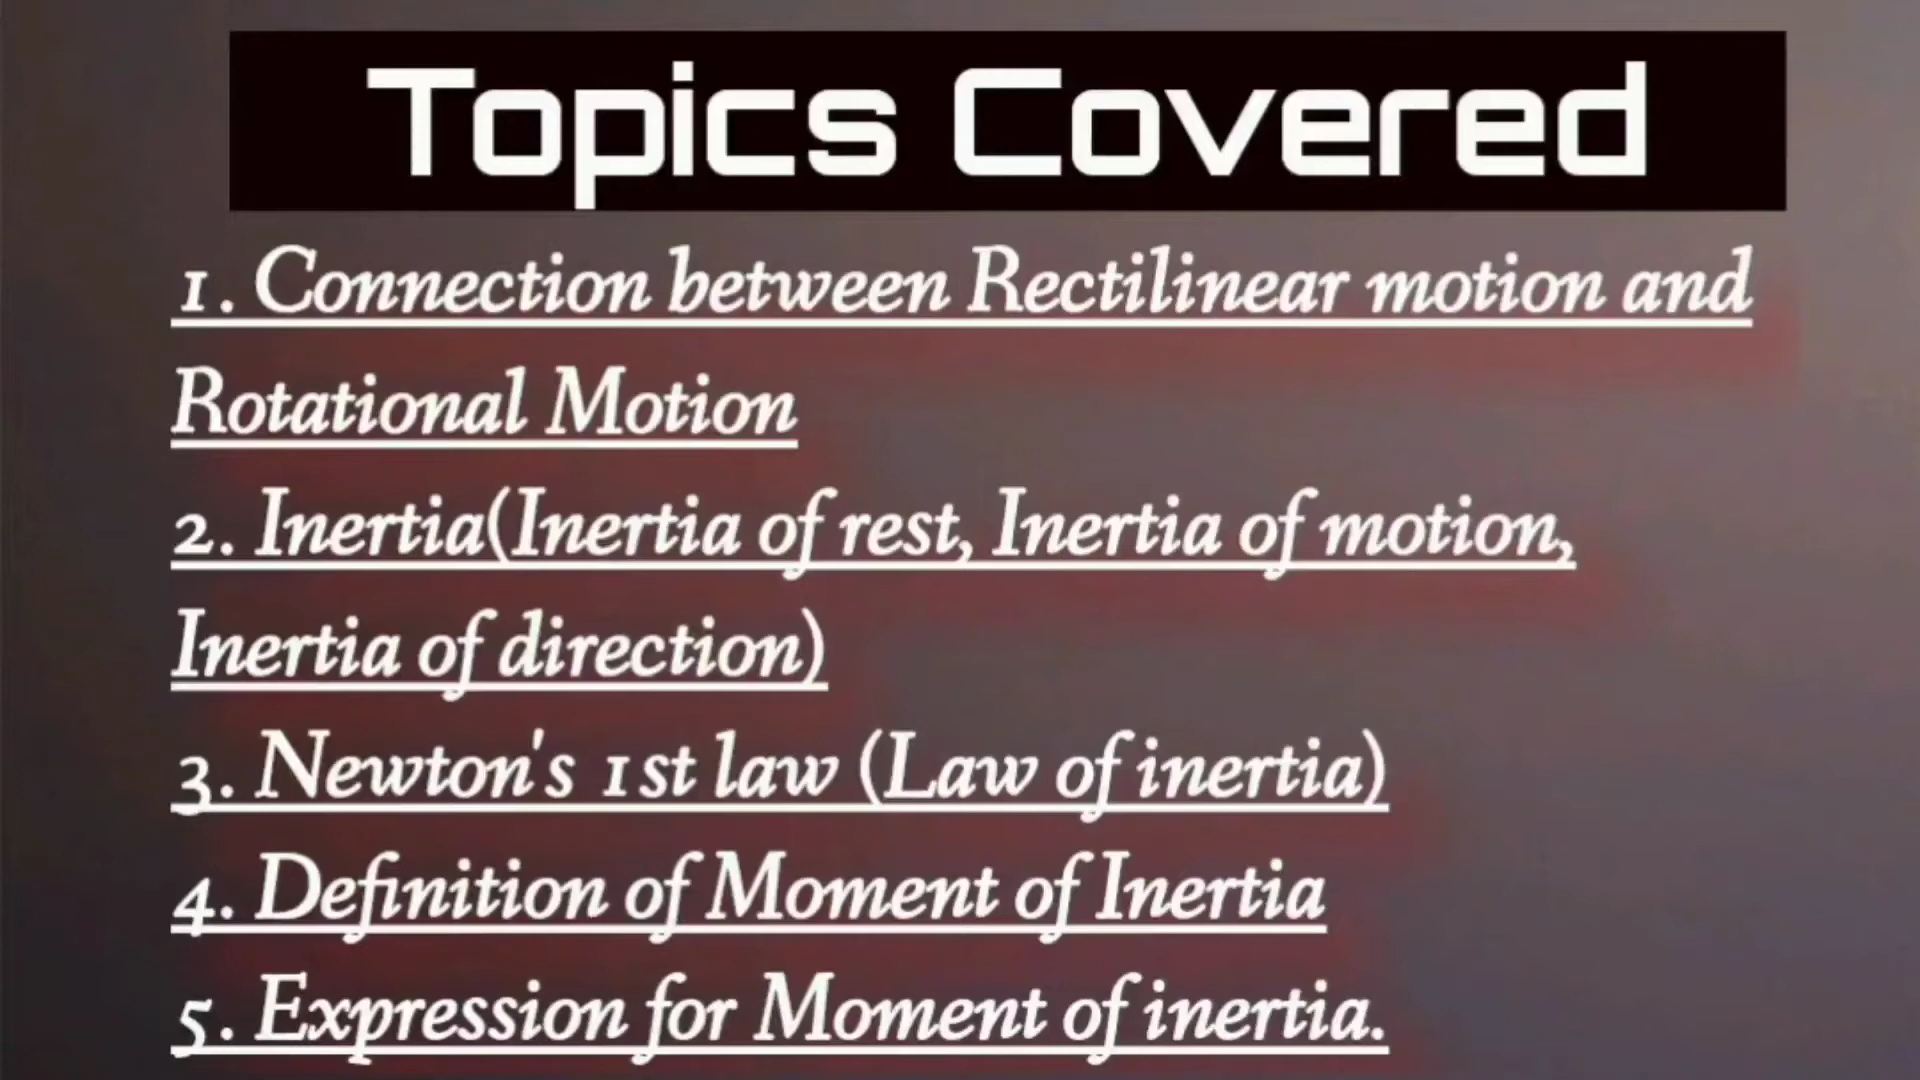 Topics Covered
1. Connection between Rectilinear motion and
Rotational Motion
2. Inertia(Inertia of rest, Inertia of motion,
Inertia of direction)
3. Newton's 1st law (Law of inertia)
4. Definition of Moment of Inertia
5. Expression for Moment of inertia.